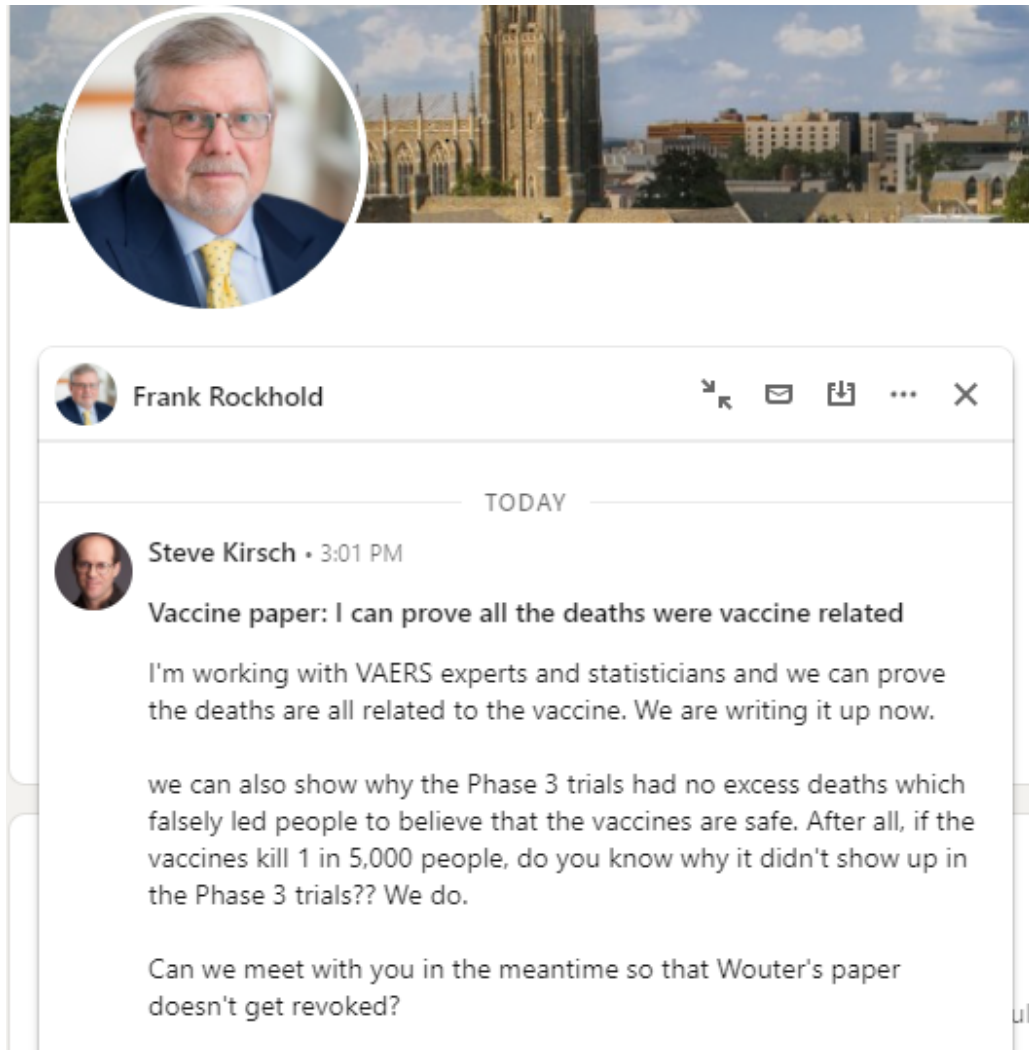 Frank Rockhold
TODAY
Steve Kirsch • 3:01 PM
Vaccine paper: I can prove all the deaths were vaccine related
I'm working with VAERS experts and statisticians and we can prove
the deaths are all related to the vaccine. We are writing it up now.
we can also show why the Phase 3 trials had no excess deaths which
falsely led people to believe that the vaccines are safe. After all, if the
vaccines kill 1 in 5,000 people, do you know why it didn't show up in
the Phase 3 trials?? We do.
Can we meet with you in the meantime so that Wouter's paper
doesn't get revoked?